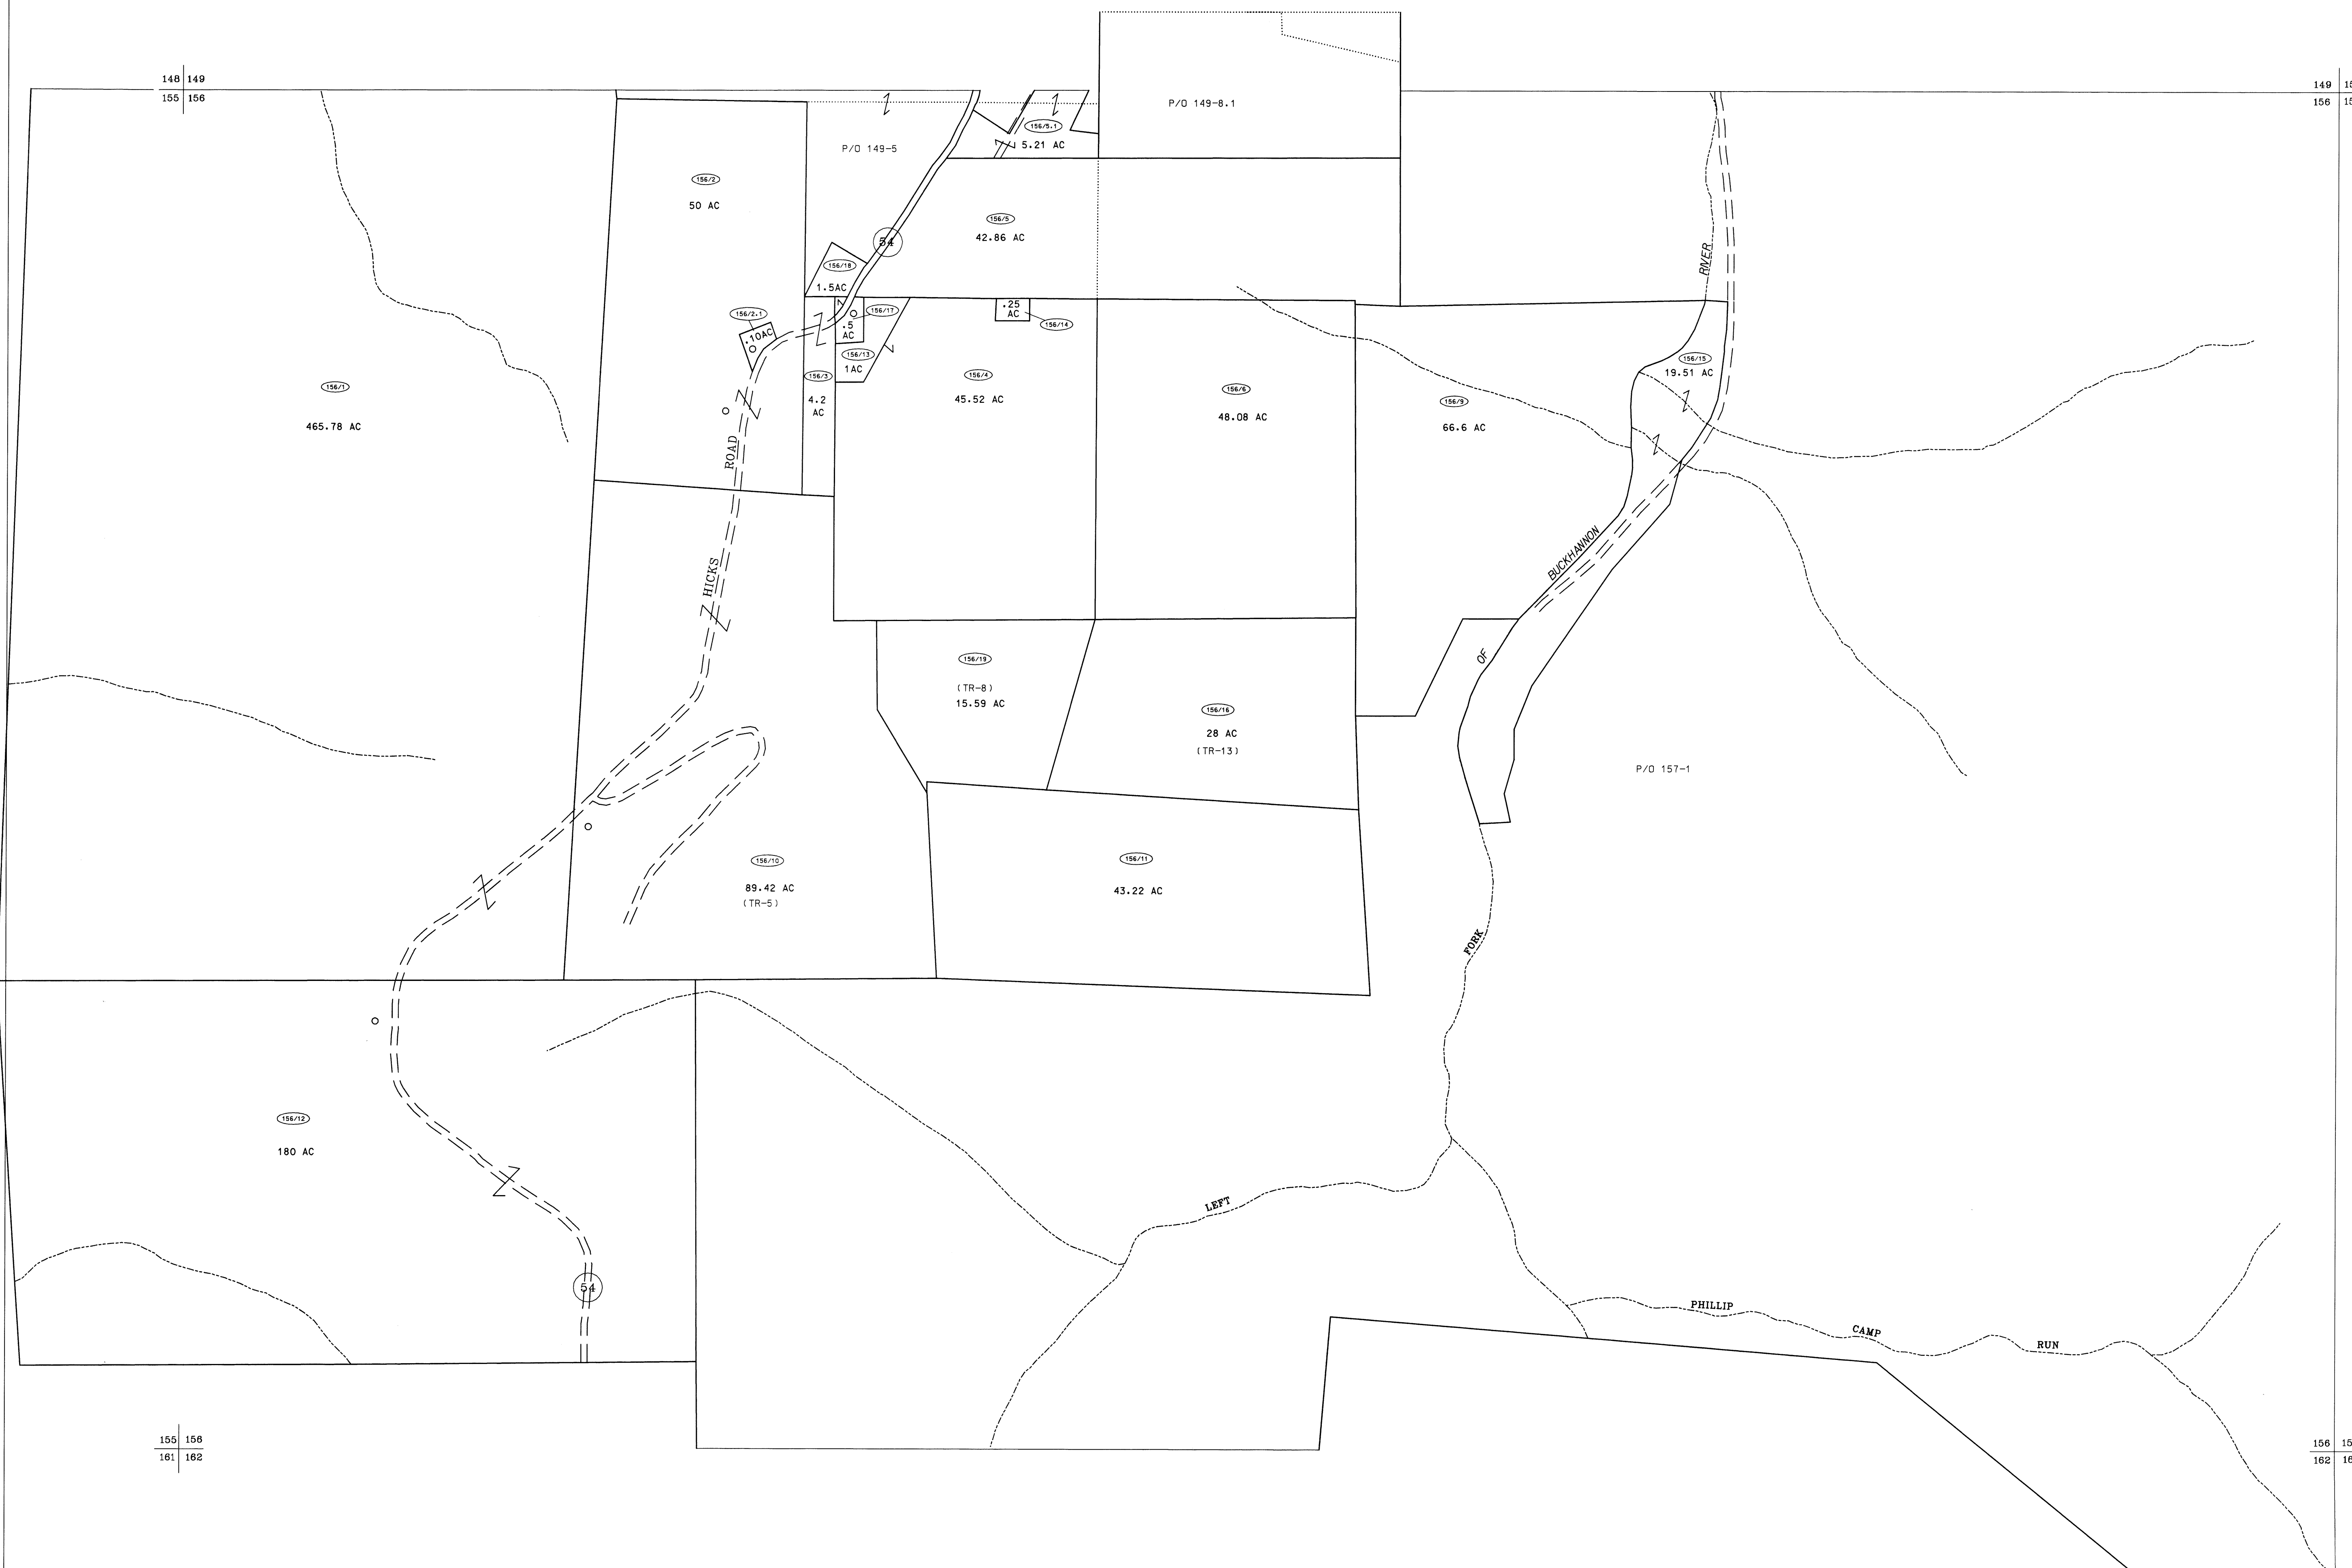 148 149
155 156
149
156
P/O 149-8.1
156/5.1
5.21 AC
P/O 149-5
156/2
50 AC
156/5
42.86 AC
54
156/18
1.5AC
RIVER
156/2.1
.10AC
156/17
.5
AC
.25
AC
156/14
156/13
1AC
156/3
4.2
AC
156/4
45.52 AC
156/6
48.08 AC
156/9
66.6 AC
156/15
19.51 AC
156/1
465.78 AC
ROAD
HICKS
BUCKHANNON
OF
156/19
(TR-8)
15.59 AC
156/16
28 AC
(TR-13)
P/O 157-1
156/10
89.42 AC
(TR-5)
156/11
43.22 AC
FORK
156/12
180 AC
LEFT
54
PHILLIP
CAMP
RUN
155 156
161 162
156
162